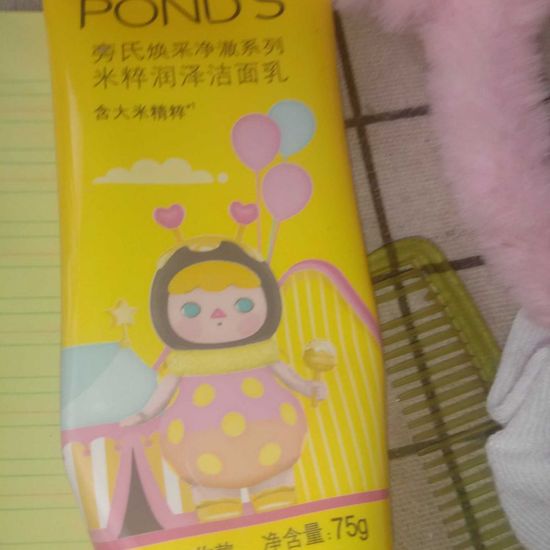 POND'S
旁氏焕采净澈系列
米粹润泽洁面乳
含大米精粹*¹
净含量:75g